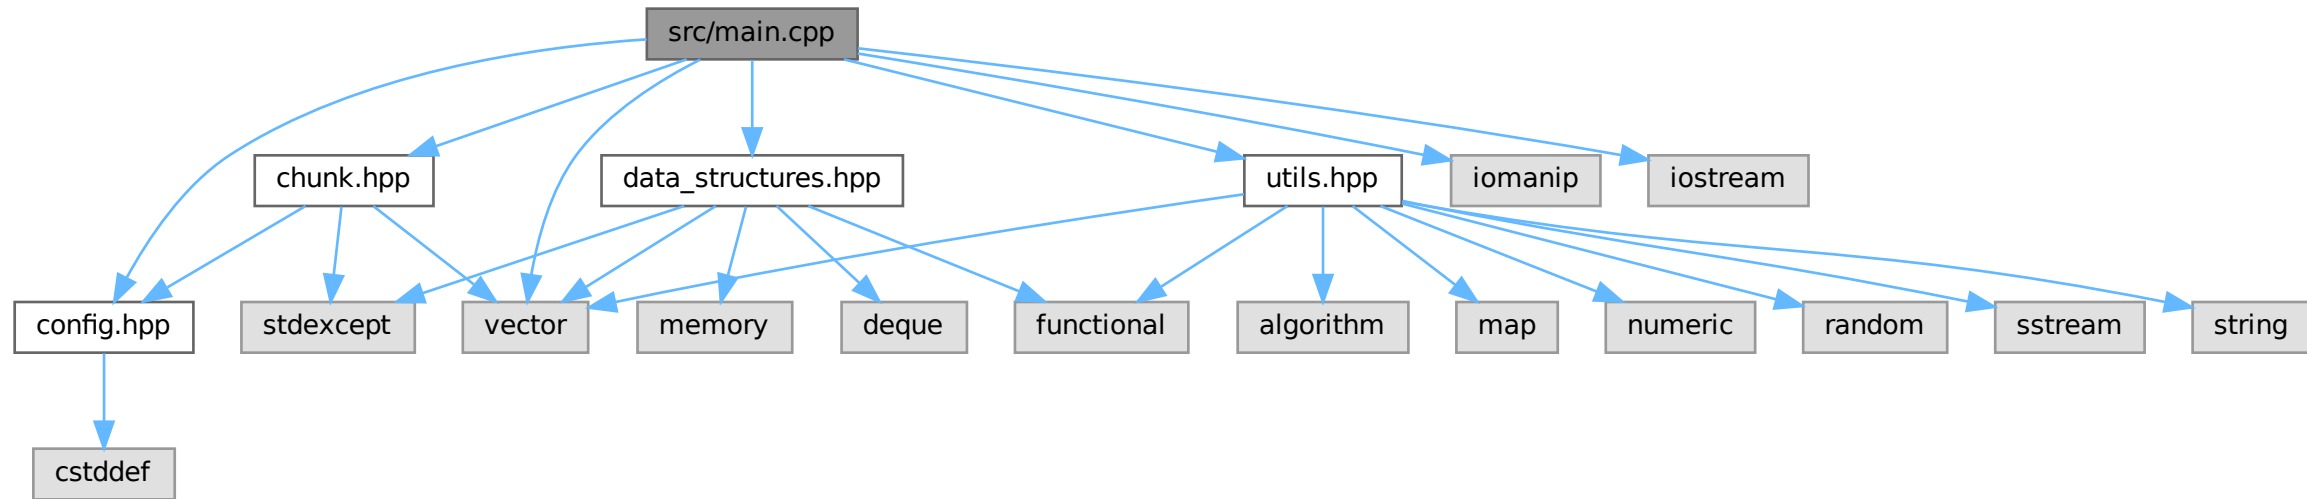 src/main.cpp
chunk.hpp
data_structures.hpp
utils.hpp
iomanip
iostream
config.hpp
stdexcept
vector
memory
deque
functional
algorithm
map
numeric
random
sstream
string
cstddef